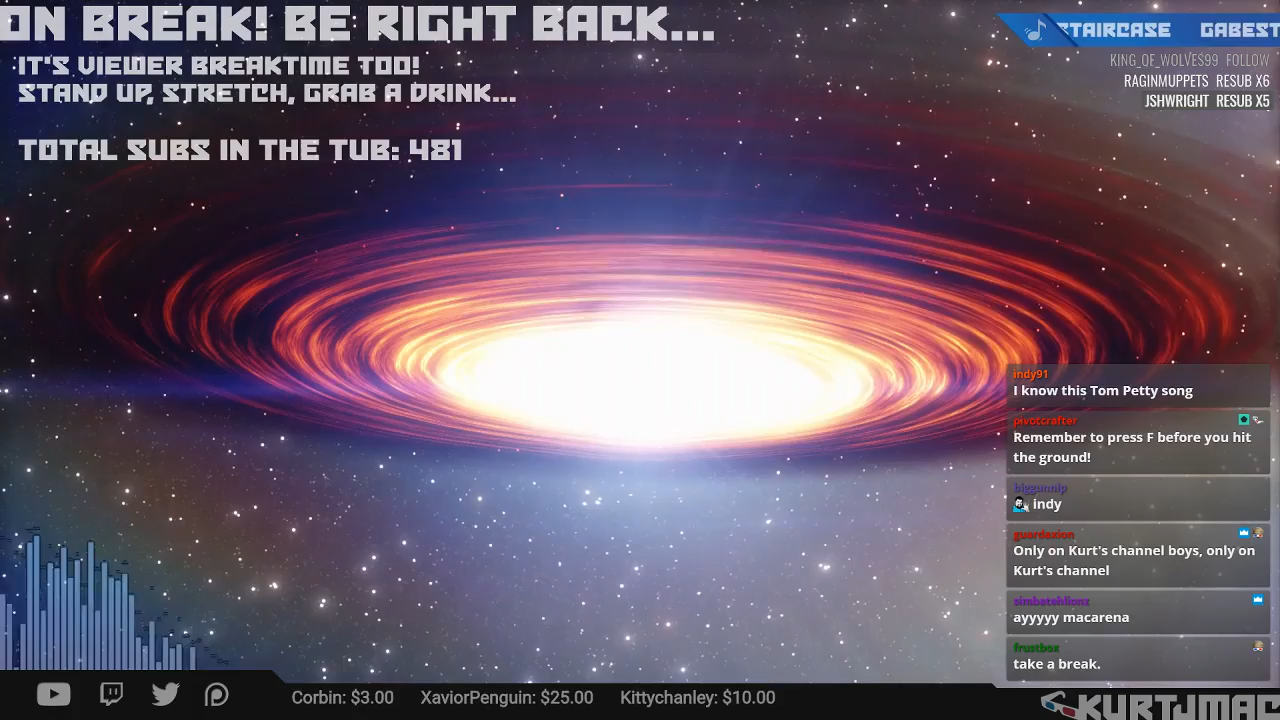 ON BREAK! BE RIGHT BACK...
IT'S VIEWER BREAKTIME TOO!
STAND UP, STRETCH, GRAB A DRINK...
TOTAL SUBS IN THE TUB: 481
STAIRCASE GABEST
KING_OF_WOLVES99 FOLLOW
RAGINMUPPETS RESUB X6
JSHWRIGHT RESUB X5
indy91
I know this Tom Petty song
pivotcrafter
Remember to press F before you hit
the ground!
biggunnlp
indy
guardaxion
Only on Kurt's channel boys, only on
Kurt's channel
simbatehlionz
ayyyyy macarena
frustbox
take a break.
Corbin: $3.00 XaviorPenguin: $25.00 Kittychanley: $10.00
KURTJMAC